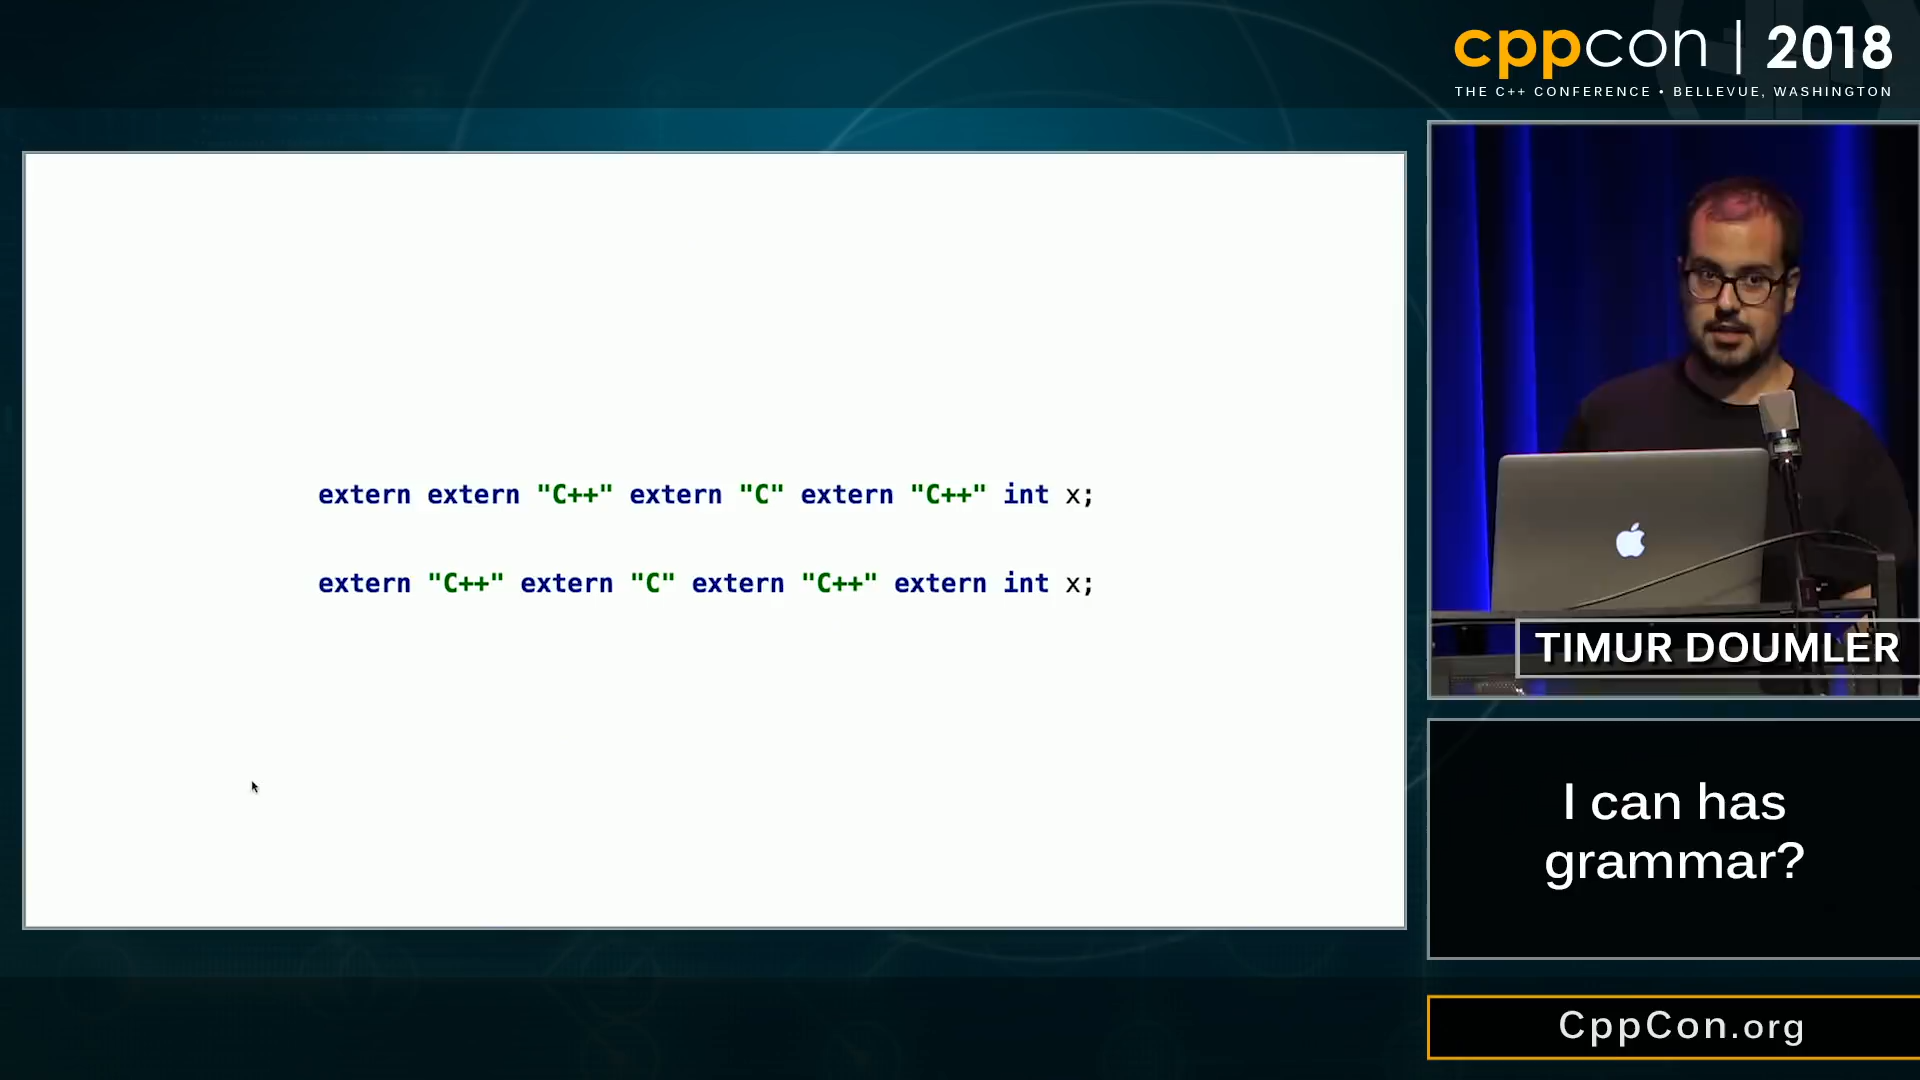 cppcon | 2018
THE C++ CONFERENCE • BELLEVUE, WASHINGTON
extern extern "C++" extern "C" extern "C++" int x;
extern "C++" extern "C" extern "C++" extern int x;
TIMUR DOUMLER
I can has
grammar?
CppCon.org